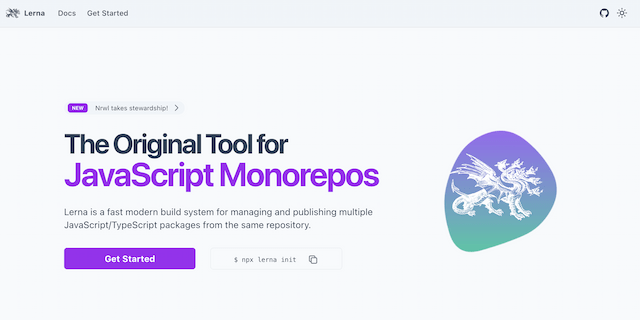 Lerna Docs Get Started
NEW Nrwl takes stewardship!
The Original Tool for
JavaScript Monorepos
Lerna is a fast modern build system for managing and publishing multiple
JavaScript/TypeScript packages from the same repository.
Get Started $ npx lerna init